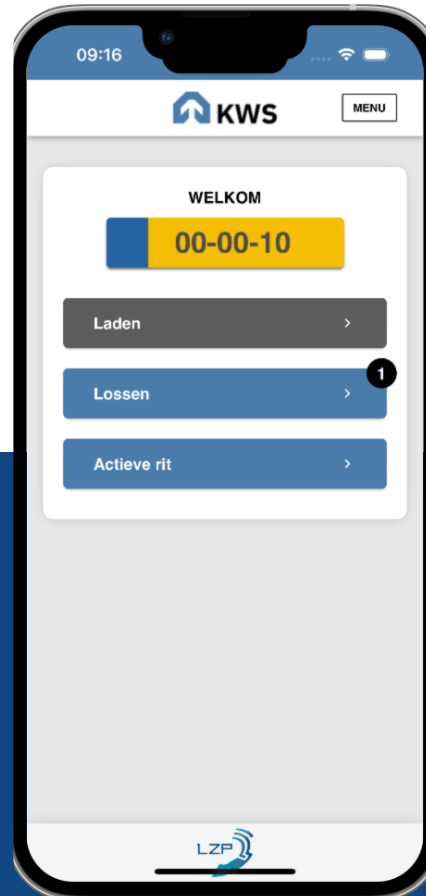 09:16
KWS
MENU
WELKOM
00-00-10
Laden
1
Lossen
Actieve rit
LZP